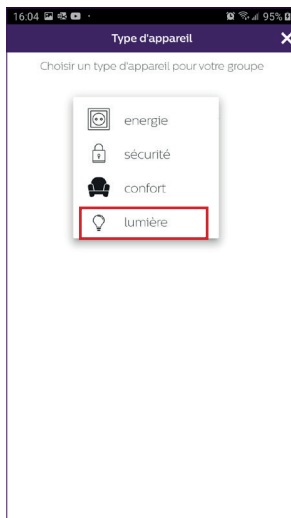 16:04 95%
Type d'appareil
Choisir un type d'appareil pour votre groupe
energie
sécurité
confort
lumière